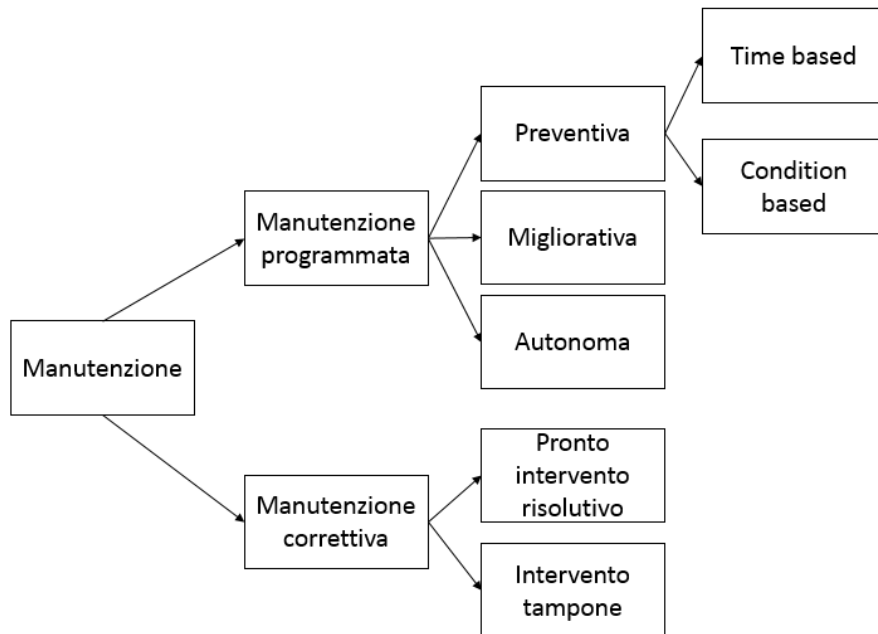 Time based
Preventiva
Condition
based
Manutenzione
programmata
Migliorativa
Autonoma
Manutenzione
Pronto
intervento
risolutivo
Manutenzione
correttiva
Intervento
tampone